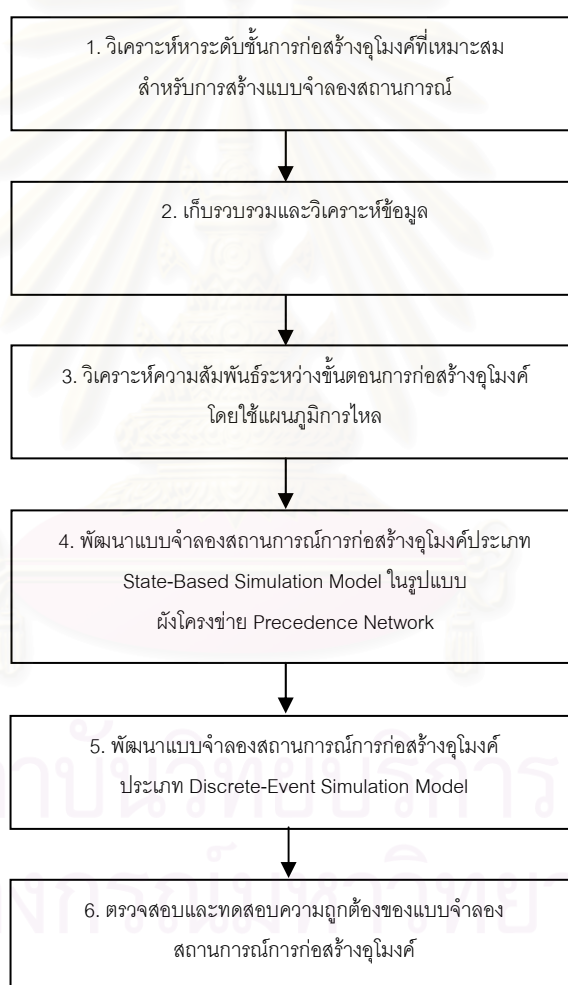 1. วิเคราะห์หาระดับชั้นการก่อสร้างอุโมงค์ที่เหมาะสม
สำหรับการสร้างแบบจำลองสถานการณ์
2. เก็บรวบรวมและวิเคราะห์ข้อมูล
3. วิเคราะห์ความสัมพันธ์ระหว่างขั้นตอนการก่อสร้างอุโมงค์
โดยใช้แผนภูมิการไหล
4. พัฒนาแบบจำลองสถานการณ์การก่อสร้างอุโมงค์ประเภท
State-Based Simulation Model ในรูปแบบ
ผังโครงข่าย Precedence Network
5. พัฒนาแบบจำลองสถานการณ์การก่อสร้างอุโมงค์
ประเภท Discrete-Event Simulation Model
6. ตรวจสอบและทดสอบความถูกต้องของแบบจำลอง
สถานการณ์การก่อสร้างอุโมงค์